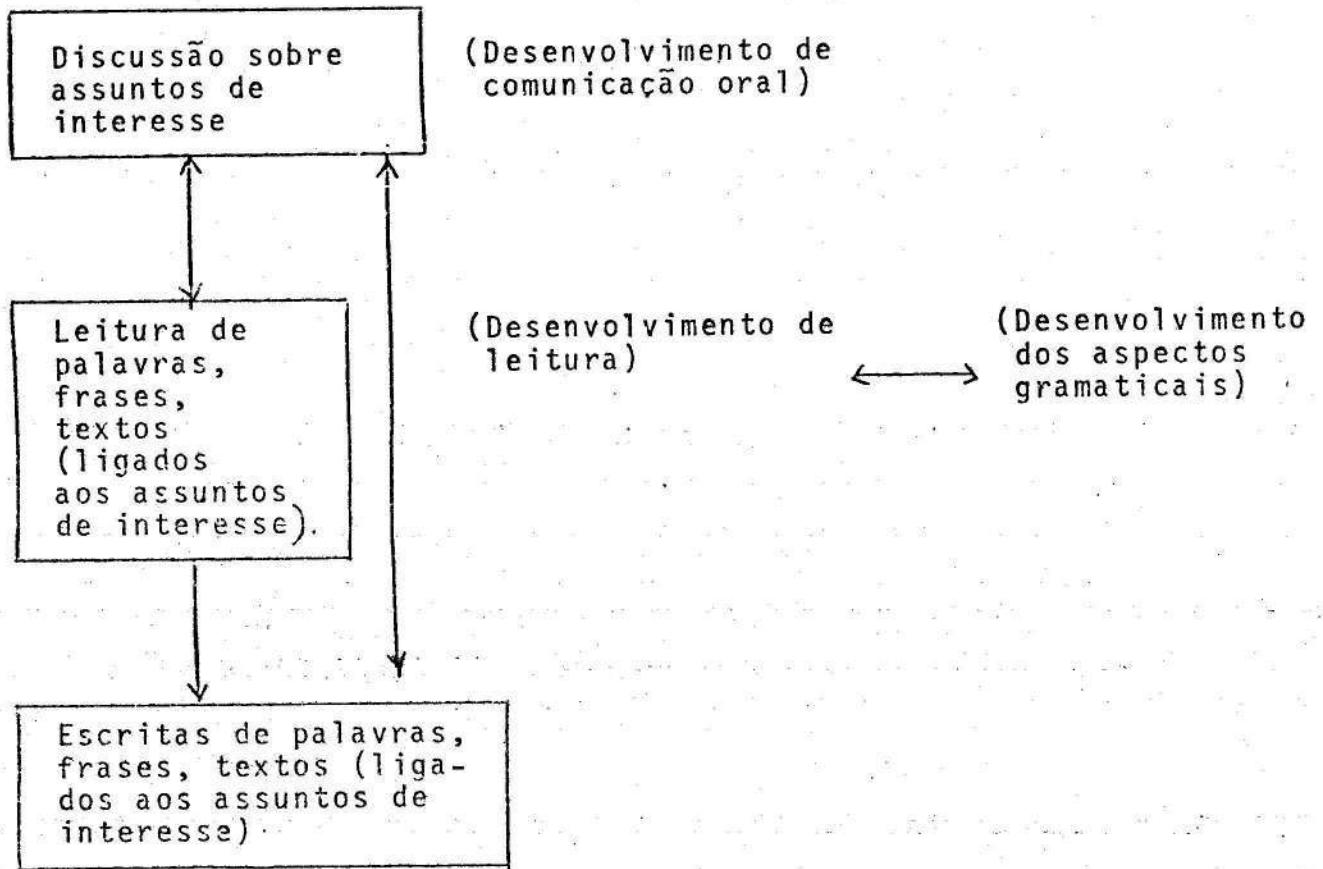 Discussão sobre
assuntos de
interesse
(Desenvolvimento de
comunicação oral)
Leitura de
palavras,
frases,
textos
(ligados
aos assuntos
de interesse).
(Desenvolvimento de
leitura)
(Desenvolvimento
dos aspectos
gramaticais)
Escritas de palavras,
frases, textos (liga-
dos aos assuntos de
interesse)